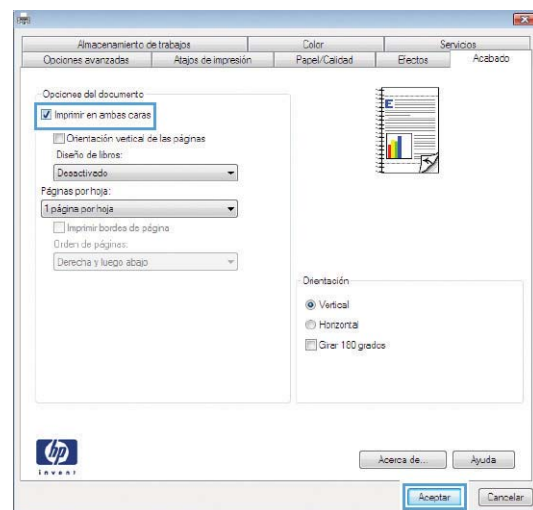 Almacenamiento de trabajos Color Servicios
Opciones avanzadas Atajos de impresión Papel/Calidad Efectos Acabado
Opciones del documento
Imprimir en ambas caras
Orientación vertical de las páginas
Diseño de libros:
Desactivado
Páginas por hoja:
1 página por hoja
Imprimir bordes de página
Orden de páginas:
Derecha y luego abajo
E
Orientación
Vertical
Horizontal
Girar 180 grados
hp
invent
Acerca de... Ayuda
Aceptar Cancelar